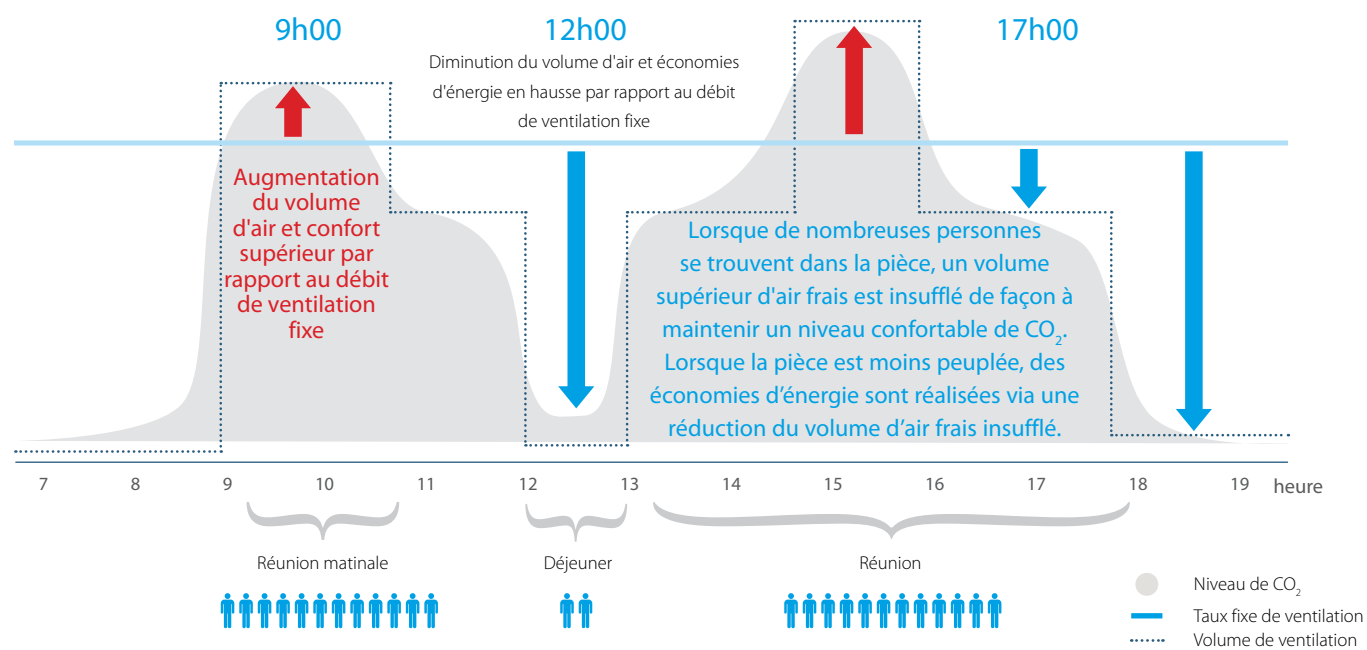 9h00
12h00
17h00
Diminution du volume d'air et économies
d'énergie en hausse par rapport au débit
de ventilation fixe
Augmentation
du volume
d'air et confort
supérieur par
rapport au débit
de ventilation
fixe
Lorsque de nombreuses personnes
se trouvent dans la pièce, un volume
supérieur d'air frais est insufflé de façon à
maintenir un niveau confortable de CO₂.
Lorsque la pièce est moins peuplée, des
économies d’énergie sont réalisées via une
réduction du volume d’air frais insufflé.
7 8 9 10 11 12 13 14 15 16 17 18 19 heure
Réunion matinale
Déjeuner
Réunion
Niveau de CO₂
Taux fixe de ventilation
Volume de ventilation